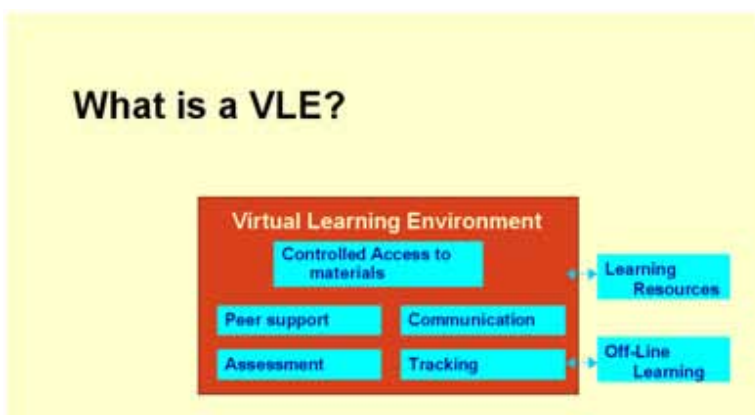 What is a VLE?
Virtual Learning Environment
Controlled Access to
materials
Learning
Resources
Peer support
Communication
Assessment
Tracking
Off-Line
Learning